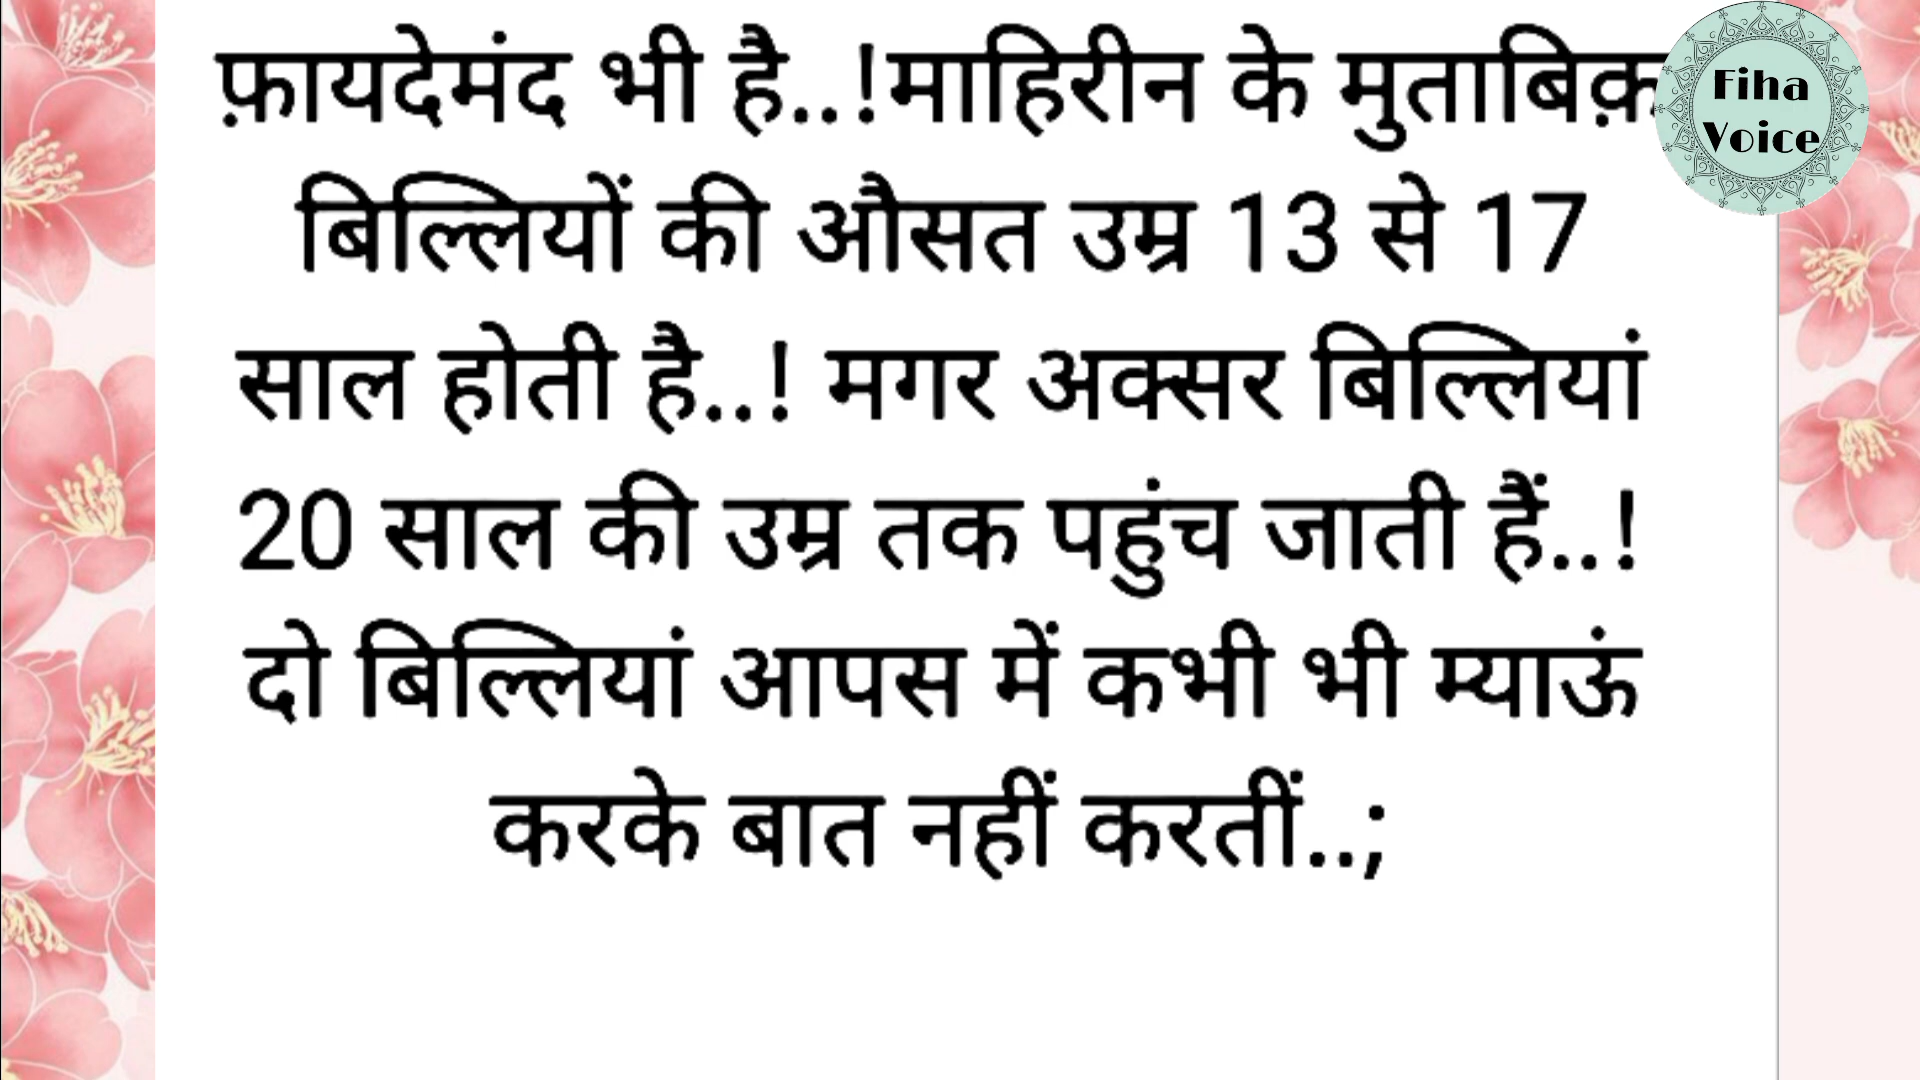 फ़ायदेमंद भी है..!माहिरीन के मुताबिक़
बिल्लियों की औसत उम्र 13 से 17
साल होती है..! मगर अक्सर बिल्लियां
20 साल की उम्र तक पहुंच जाती हैं..!
दो बिल्लियां आपस में कभी भी म्याऊं
करके बात नहीं करतीं..;
Fiha
Voice